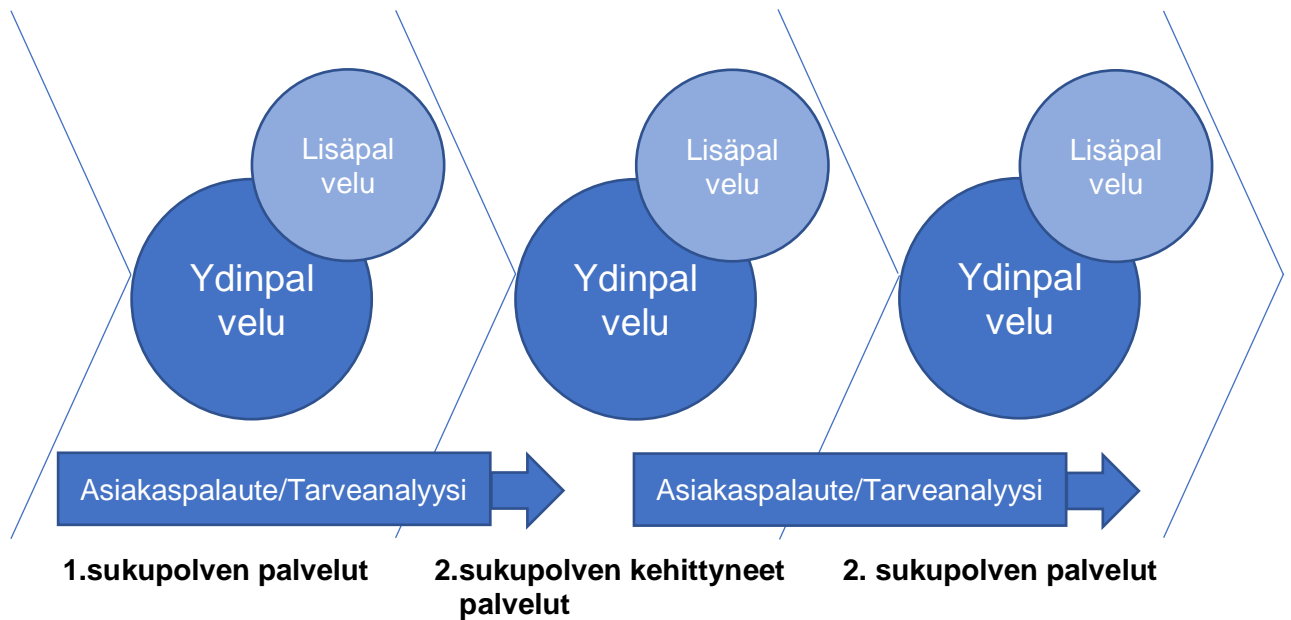 Lisäpal
velu
Ydinpal
velu
Lisäpal
velu
Ydinpal
velu
Lisäpal
velu
Ydinpal
velu
Asiakaspalaute/Tarveanalyysi
Asiakaspalaute/Tarveanalyysi
1.sukupolven palvelut
2.sukupolven kehittyneet
palvelut
2. sukupolven palvelut